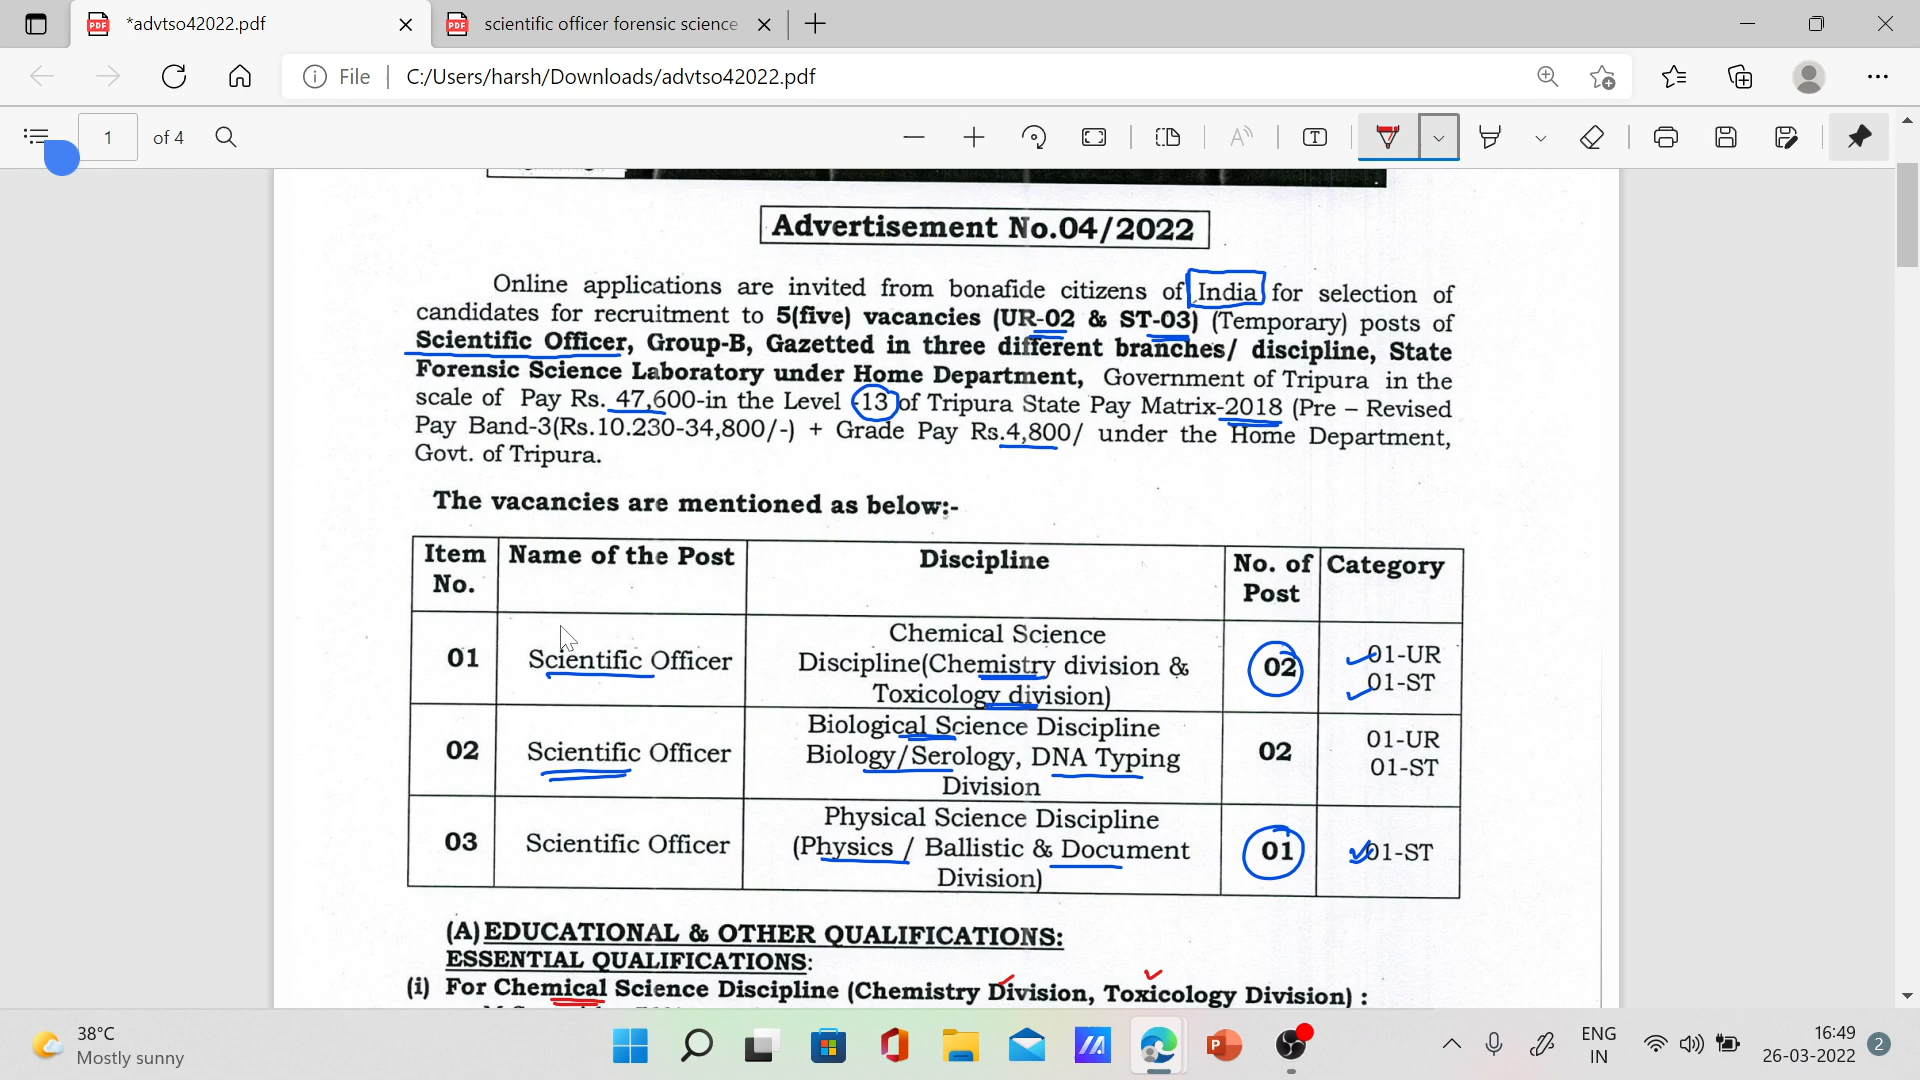 *advtso42022.pdf
scientific officer forensic science
File
C:/Users/harsh/Downloads/advtso42022.pdf
1 of 4
Advertisement No.04/2022
Online applications are invited from bonafide citizens of India for selection of
candidates for recruitment to 5(five) vacancies (UR-02 & ST-03) (Temporary) posts of
Scientific Officer, Group-B, Gazetted in three different branches/ discipline, State
Forensic Science Laboratory under Home Department, Government of Tripura in the
scale of Pay Rs. 47,600-in the Level -13 of Tripura State Pay Matrix-2018 (Pre – Revised
Pay Band-3(Rs.10.230-34,800/-) + Grade Pay Rs.4,800/ under the Home Department,
Govt. of Tripura.
The vacancies are mentioned as below:-
Item No. Name of the Post Discipline No. of Post Category
01 Scientific Officer Chemical Science
Discipline(Chemistry division &
Toxicology division) 02 01-UR
01-ST
02 Scientific Officer Biological Science Discipline
Biology/Serology, DNA Typing
Division 02 01-UR
01-ST
03 Scientific Officer Physical Science Discipline
(Physics / Ballistic & Document
Division) 01 01-ST
(A)EDUCATIONAL & OTHER QUALIFICATIONS:
ESSENTIAL QUALIFICATIONS:
(i) For Chemical Science Discipline (Chemistry Division, Toxicology Division) :
38°C
Mostly sunny
ENG
IN
16:49
26-03-2022
2